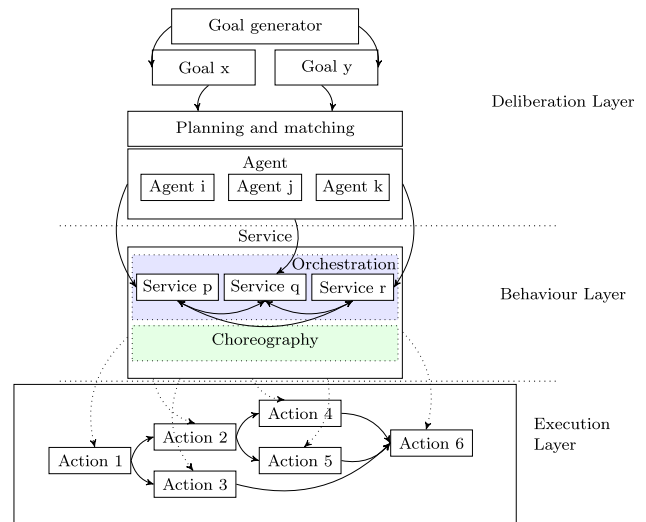 Goal generator
Goal x
Goal y
Deliberation Layer
Planning and matching
Agent
Agent i
Agent j
Agent k
Service
Orchestration
Service p
Service q
Service r
Behaviour Layer
Choreography
Action 4
Action 2
Action 6
Execution
Layer
Action 1
Action 5
Action 3